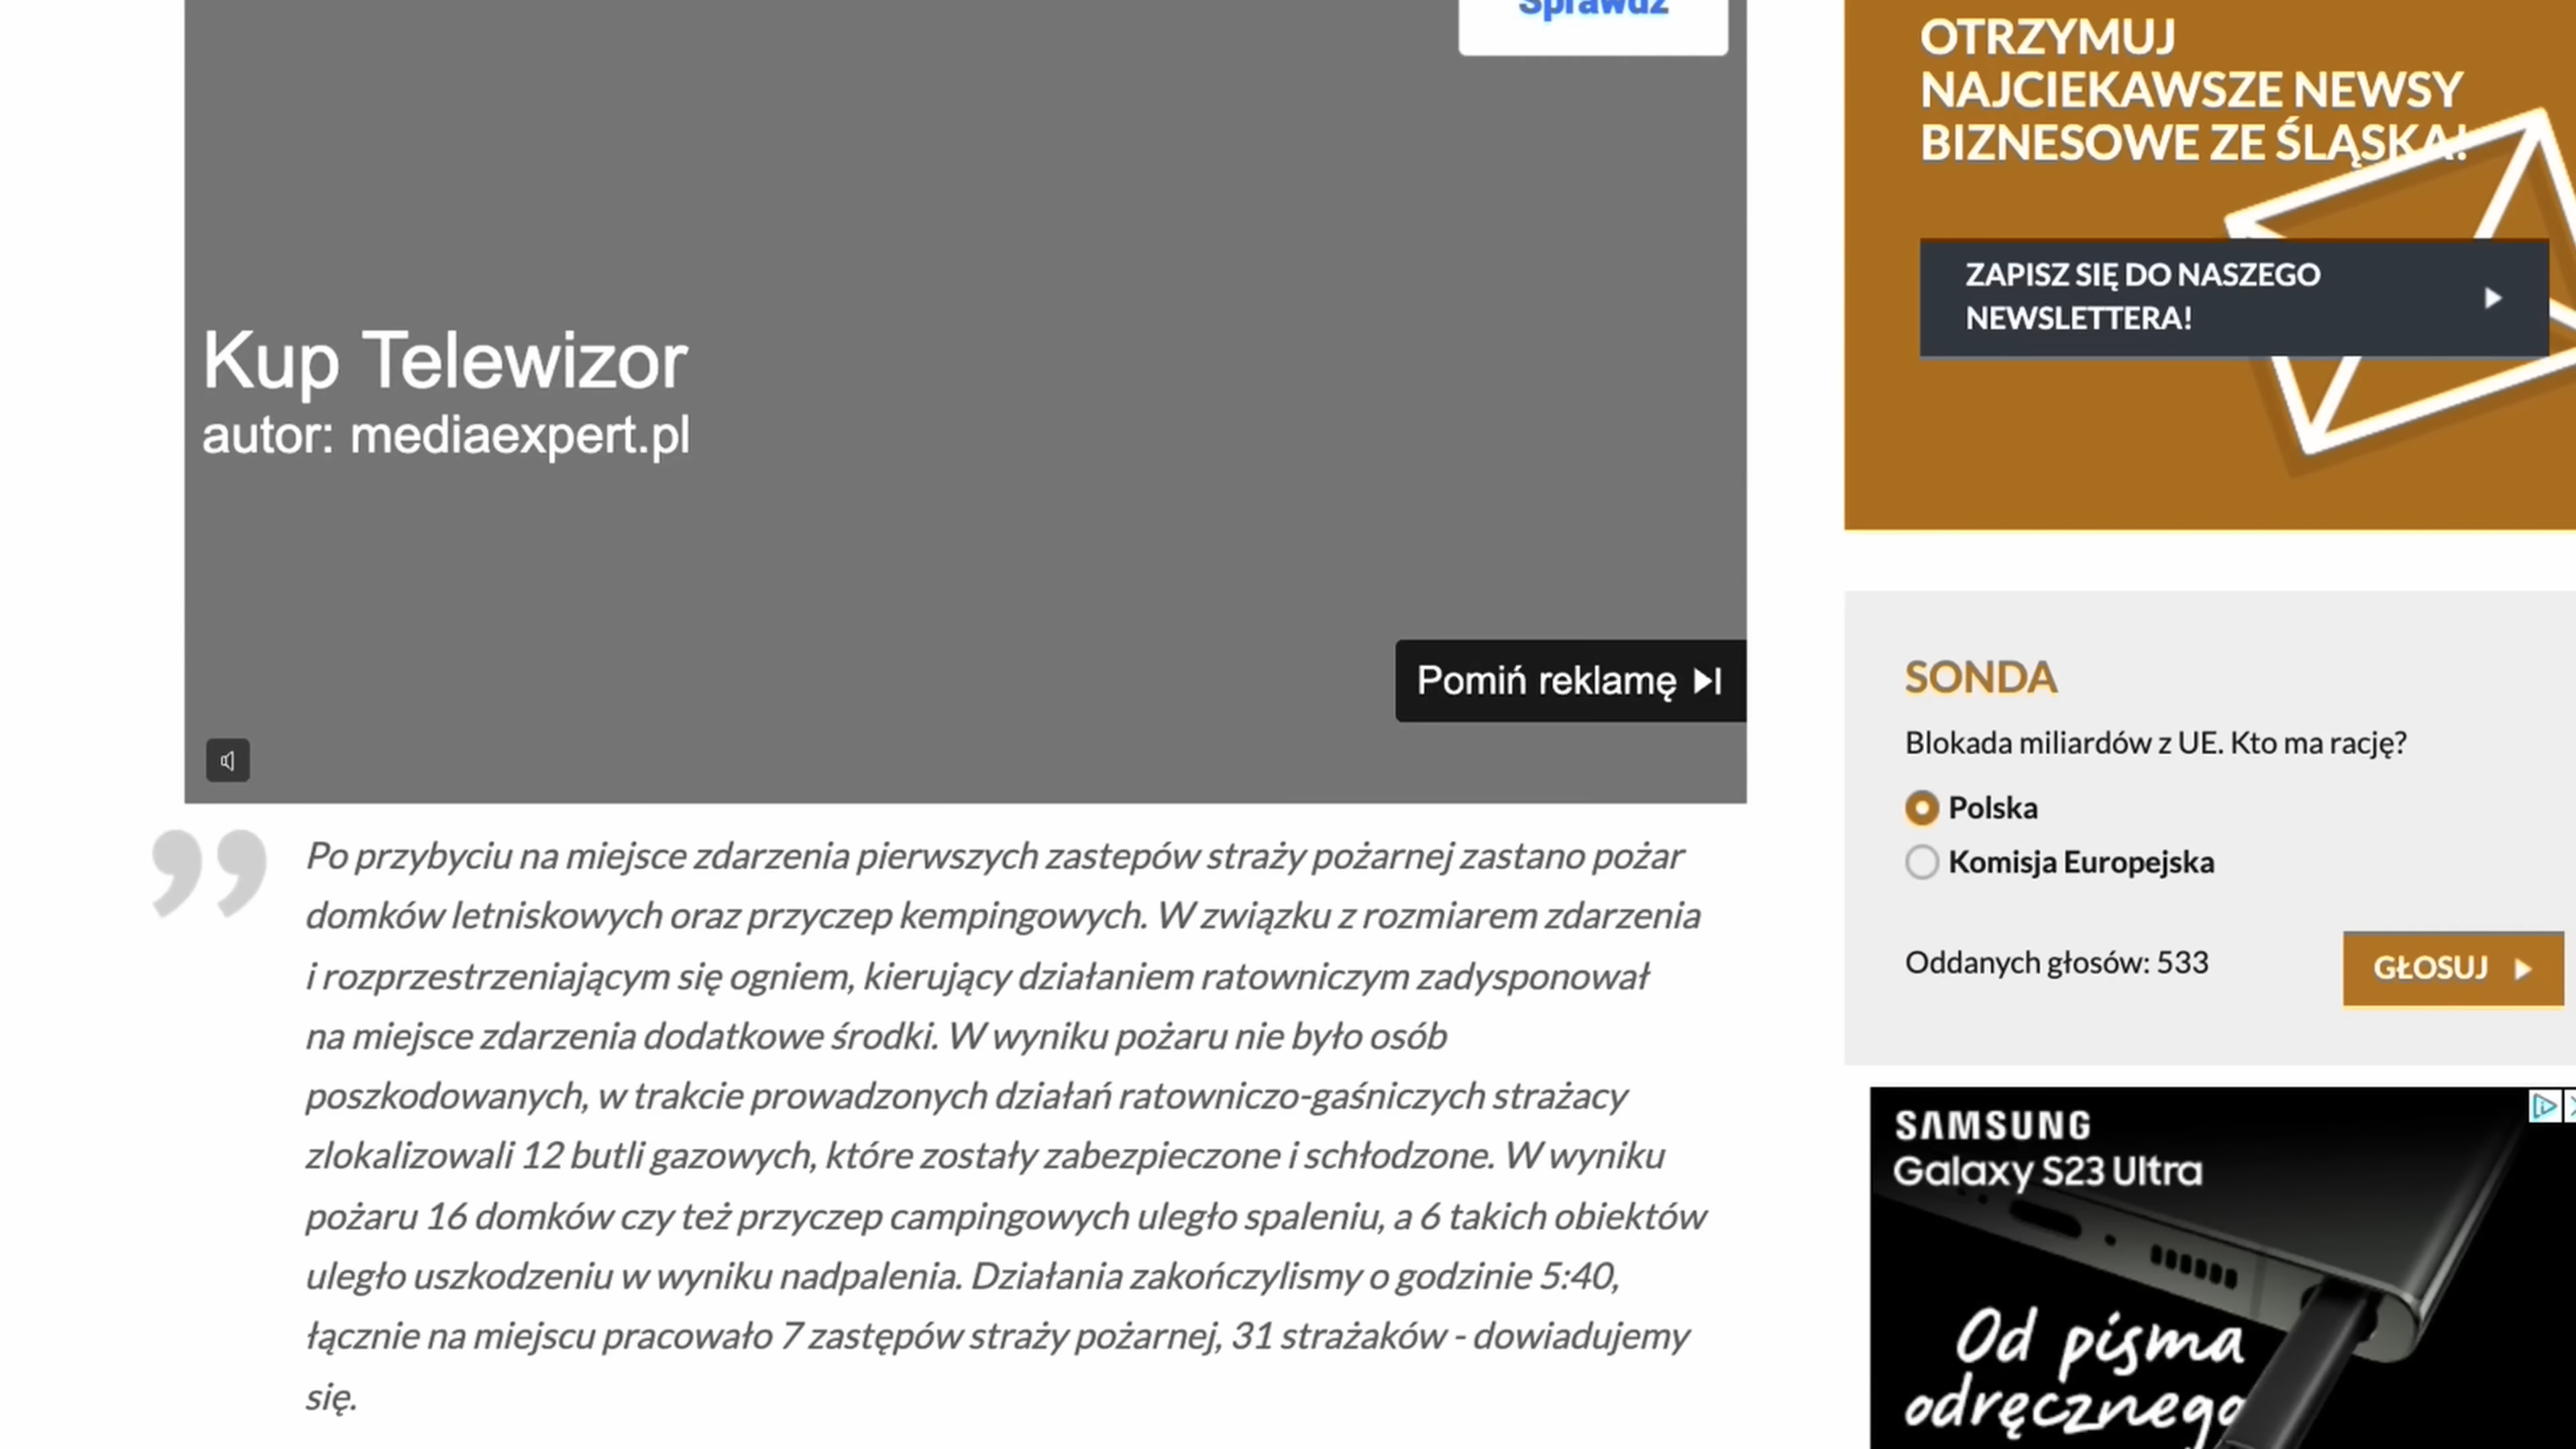 Sprawdź
Kup Telewizor
autor: mediaexpert.pl
Pomiń reklamę
Po przybyciu na miejsce zdarzenia pierwszych zastepów straży pożarnej zastano pożar
domków letniskowych oraz przyczep kempingowych. W związku z rozmiarem zdarzenia
i rozprzestrzeniającym się ogniem, kierujący działaniem ratowniczym zadysponował
na miejsce zdarzenia dodatkowe środki. W wyniku pożaru nie było osób
poszkodowanych, w trakcie prowadzonych działań ratowniczo-gaśniczych strażacy
zlokalizowali 12 butli gazowych, które zostały zabezpieczone i schłodzone. W wyniku
pożaru 16 domków czy też przyczep campingowych uległo spaleniu, a 6 takich obiektów
uległo uszkodzeniu w wyniku nadpalenia. Działania zakończylismy o godzinie 5:40,
łącznie na miejscu pracowało 7 zastępów straży pożarnej, 31 strażaków - dowiadujemy
się.
OTRZYMUJ
NAJCIEKAWSZE NEWSY
BIZNESOWE ZE ŚLĄSKA!
ZAPISZ SIĘ DO NASZEGO
NEWSLETTERA!
SONDA
Blokada miliardów z UE. Kto ma rację?
Polska
Komisja Europejska
Oddanych głosów: 533
GŁOSUJ
SAMSUNG
Galaxy S23 Ultra
Od pisma
odręcznego